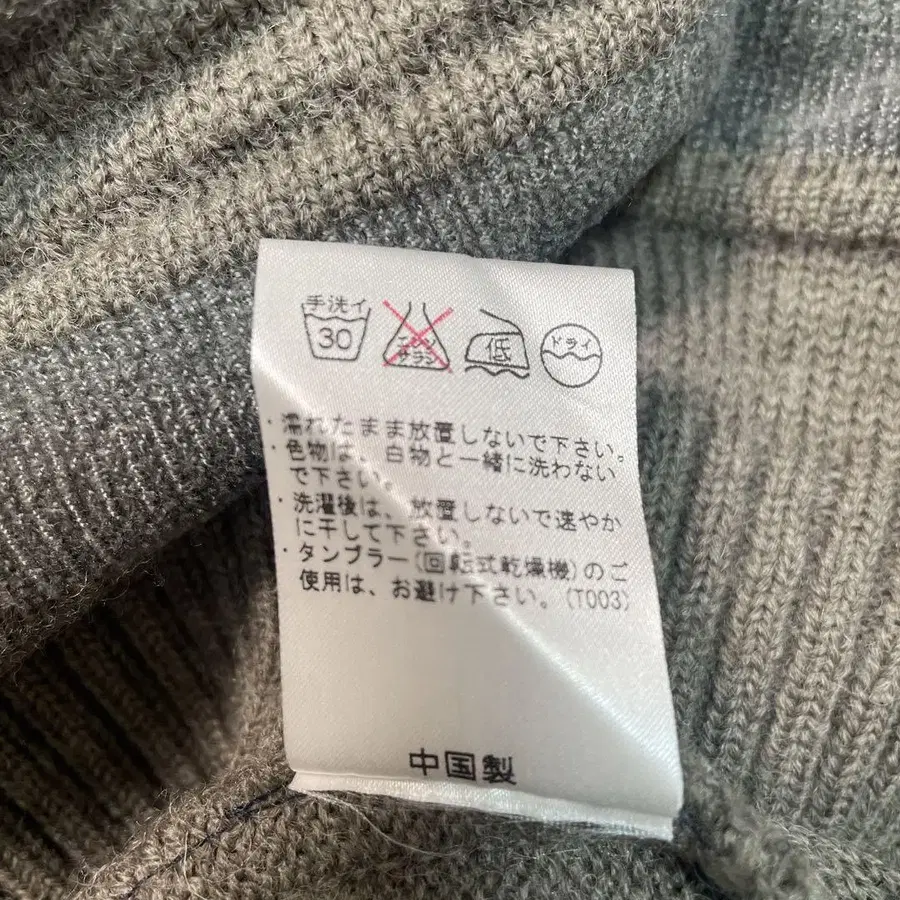 手洗イ
30
エンソ
サラシ
低
ドライ
・濡れたまま放置しないで下さい。
・色物は、白物と一緒に洗わない
で下さい。
・洗濯後は、放置しないで速やか
に干して下さい。
・タンブラー(回転式乾燥機)のご
使用は、お避け下さい。(T003)
中国製